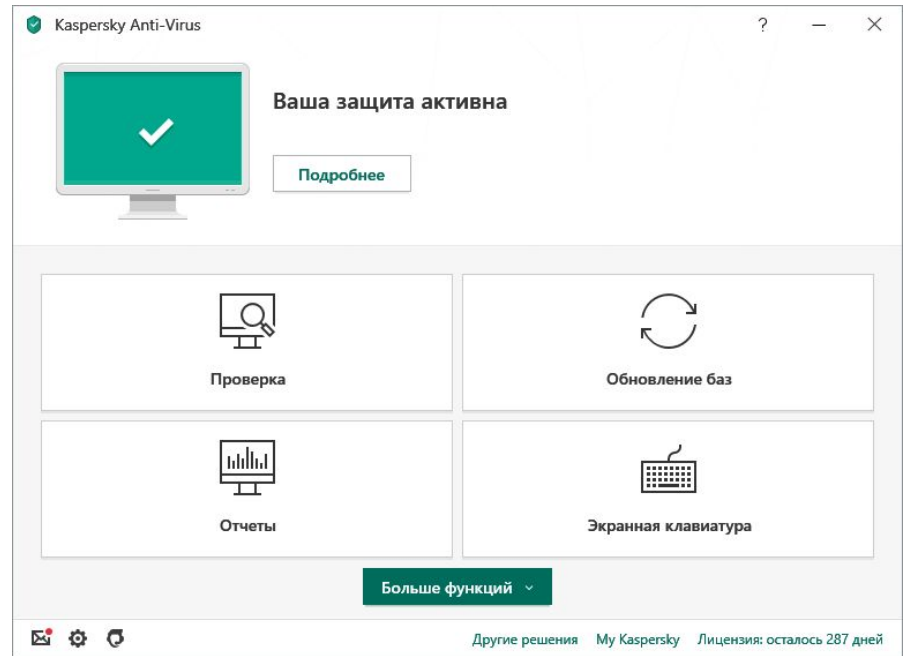 Kaspersky Anti-Virus ?
Ваша защита активна
Подробнее
Проверка
Обновление баз
Отчеты
Экранная клавиатура
Больше функций
Другие решения My Kaspersky Лицензия: осталось 287 дней